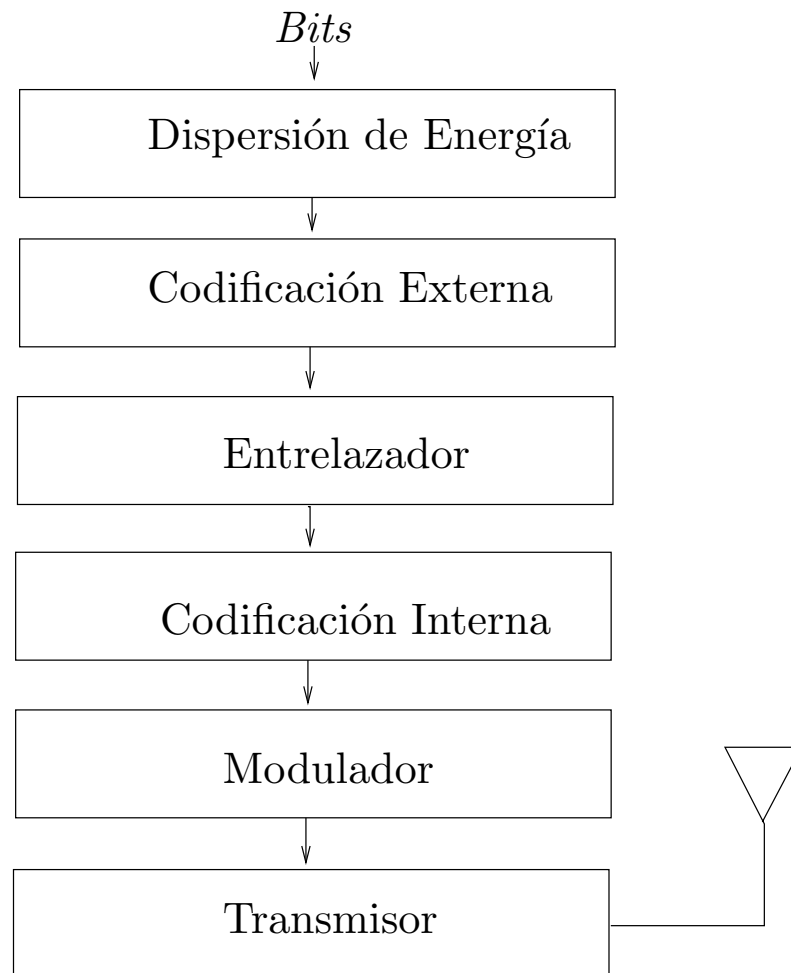 Bits
Dispersión de Energía
Codificación Externa
Entrelazador
Codificación Interna
Modulador
Transmisor